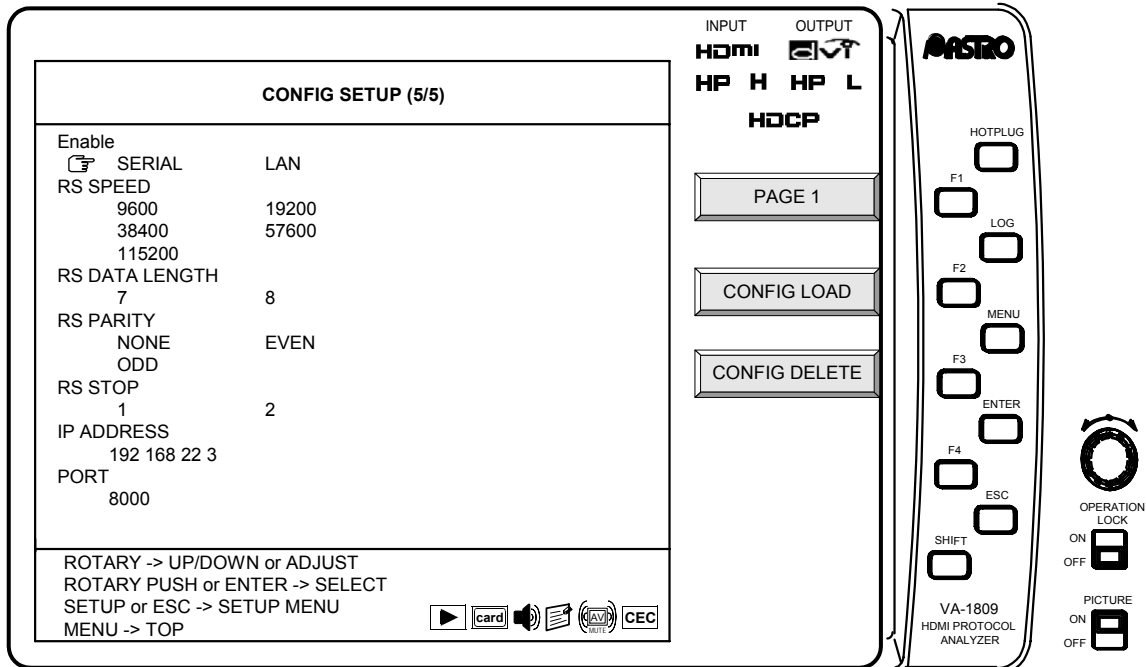 CONFIG SETUP (5/5)
Enable
SERIAL LAN
RS SPEED
9600 19200
38400 57600
115200
RS DATA LENGTH
7 8
RS PARITY
NONE EVEN
ODD
RS STOP
1 2
IP ADDRESS
192 168 22 3
PORT
8000
ROTARY -> UP/DOWN or ADJUST
ROTARY PUSH or ENTER -> SELECT
SETUP or ESC -> SETUP MENU
MENU -> TOP
card AV MUTE CEC
INPUT OUTPUT
HDMI DVI
HP H HP L
HDCP
PAGE 1
CONFIG LOAD
CONFIG DELETE
ASTRO
HOTPLUG
F1
LOG
F2
MENU
F3
ENTER
F4
ESC
SHIFT
VA-1809
HDMI PROTOCOL
ANALYZER
OPERATION
LOCK
ON
OFF
PICTURE
ON
OFF